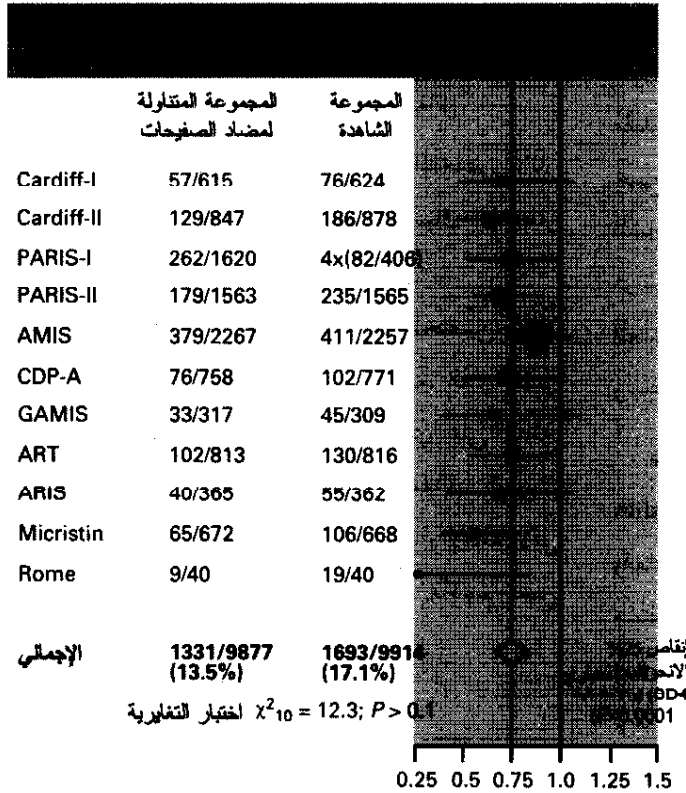 المجموعة المتناولة لمضاد الصفيحات
المجموعة الشاهدة
Cardiff-I 57/615 76/624
Cardiff-II 129/847 186/878
PARIS-I 262/1620 4x(82/406)
PARIS-II 179/1563 235/1565
AMIS 379/2267 411/2257
CDP-A 76/758 102/771
GAMIS 33/317 45/309
ART 102/813 130/816
ARIS 40/365 55/362
Micristin 65/672 106/668
Rome 9/40 19/40
الإجمالي 1331/9877 1693/9914
(13.5%) (17.1%)
اختبار التغايرية χ²₁₀ = 12.3; P > 0.1
0.25 0.5 0.75 1.0 1.25 1.5